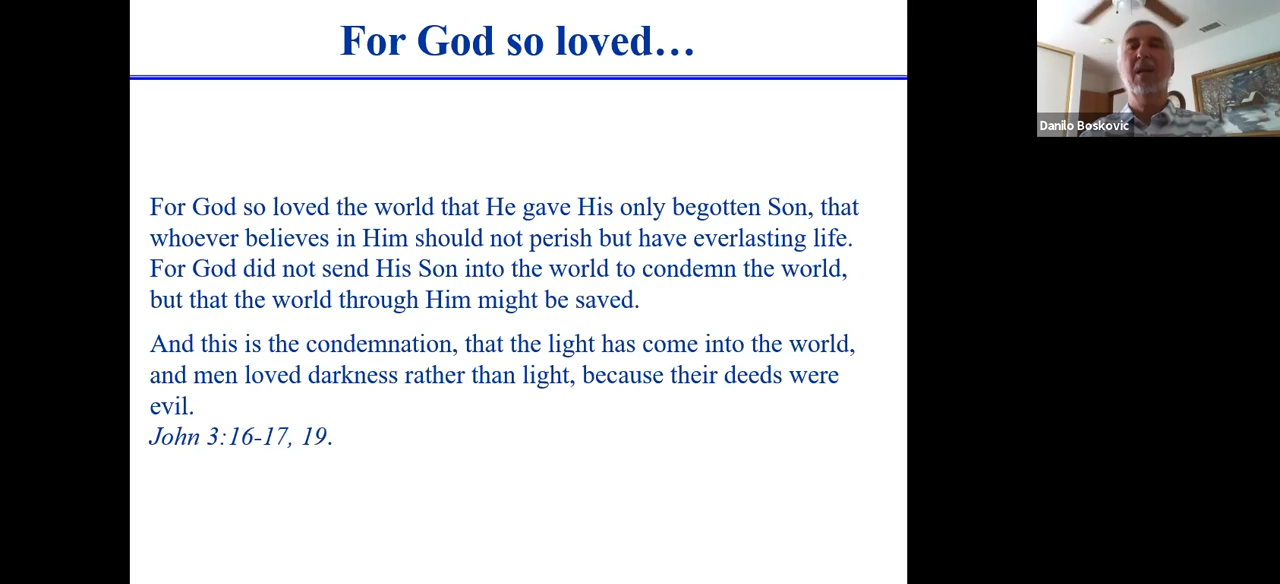 For God so loved…
For God so loved the world that He gave His only begotten Son, that
whoever believes in Him should not perish but have everlasting life.
For God did not send His Son into the world to condemn the world,
but that the world through Him might be saved.
And this is the condemnation, that the light has come into the world,
and men loved darkness rather than light, because their deeds were
evil.
John 3:16-17, 19.
Danilo Boskovic